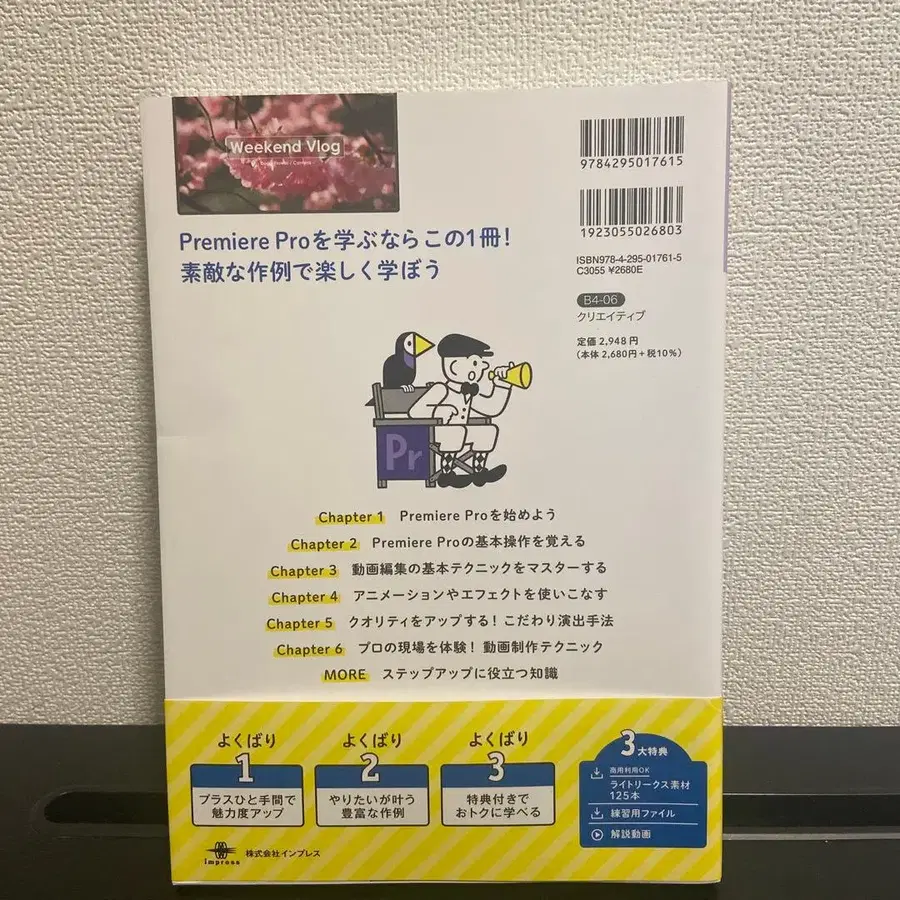 Weekend Vlog
Premiere Proを学ぶならこの1冊!
素敵な作例で楽しく学ぼう
9784295017615
1923055026803
ISBN978-4-295-01761-5
C3055 ¥2680E
B4-06
クリエイティブ
定価 2,948 円
(本体 2,680円+税10%)
Pr
Chapter 1 Premiere Proを始めよう
Chapter 2 Premiere Proの基本操作を覚える
Chapter 3 動画編集の基本テクニックをマスターする
Chapter 4 アニメーションやエフェクトを使いこなす
Chapter 5 クオリティをアップする! こだわり演出手法
Chapter 6 プロの現場を体験! 動画制作テクニック
MORE ステップアップに役立つ知識
よくばり
1
プラスひと手間で
魅力度アップ
よくばり
2
やりたいが叶う
豊富な作例
よくばり
3
特典付きで
おトクに学べる
3大特典
商用利用OK
ライトリークス素材
125本
練習用ファイル
解説動画
impress 株式会社インプレス